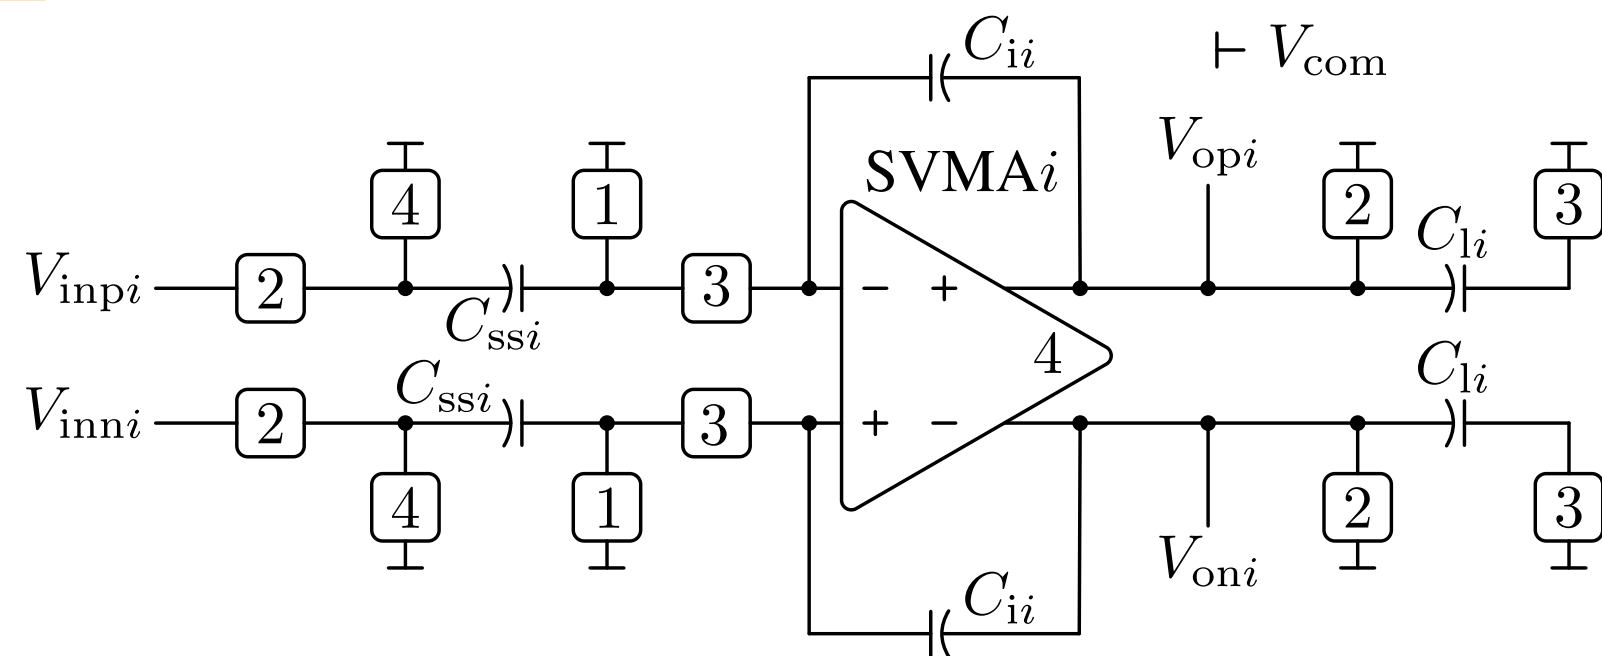 C_ii
⊢ V_com
V_opi
SVMAi
4 1 2 3
C_li
V_inpi 2 3 − +
C_ssi
4
C_ssi
C_li
V_inni 2 3 + −
4 1 2 3
V_oni
C_ii